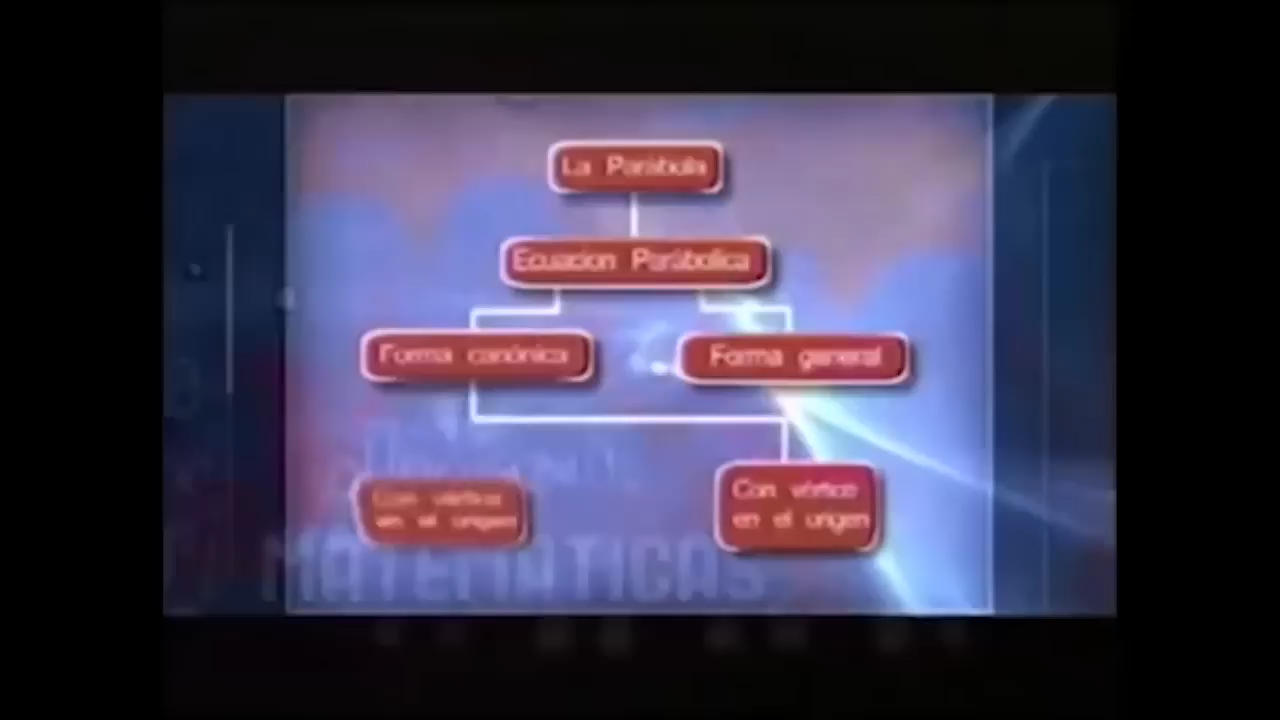 La Parábola
Ecuacion Parábolica
Forma canónica
Forma general
Con vértice
en el origen
Con vértice
en el origen
MATEMATICAS